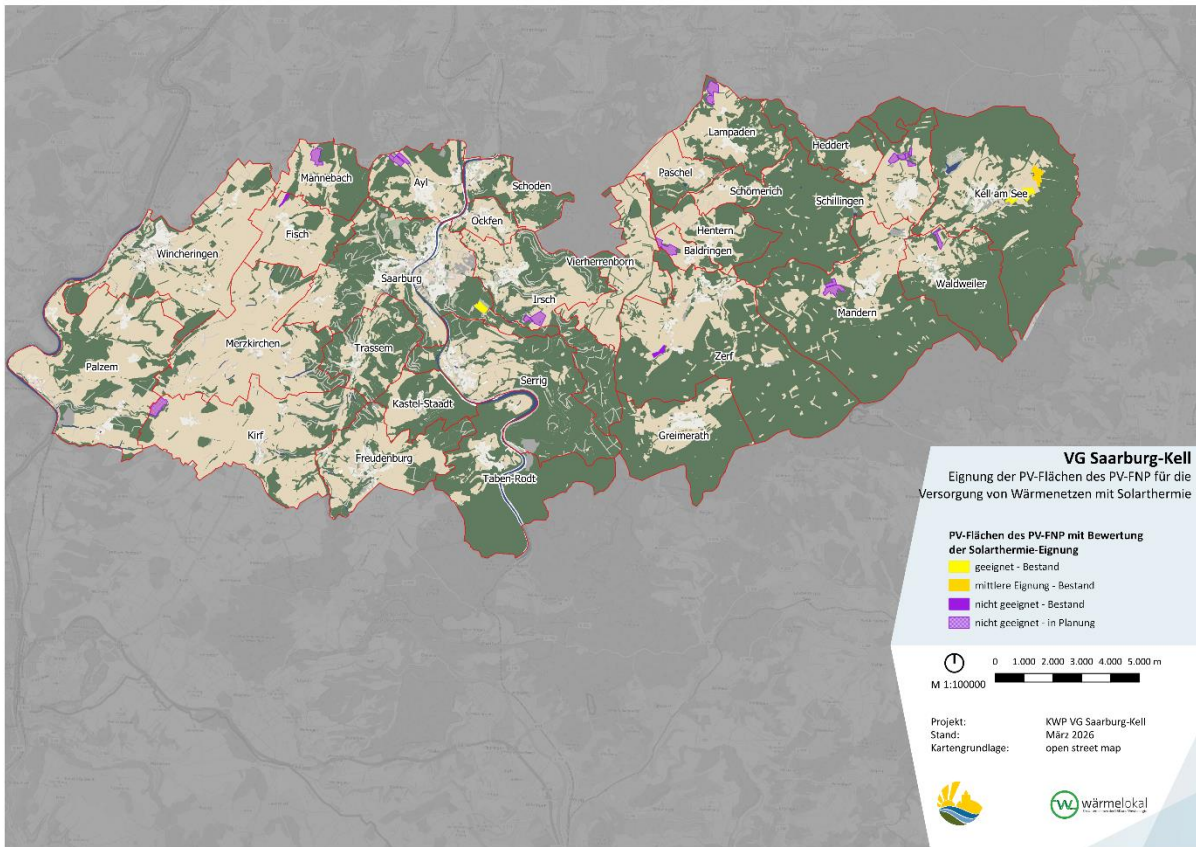 Lampaden
Heddert
Mannebach
Ayl
Schoden
Paschel
Schömerich
Kell am See
Schillingen
Ockfen
Fisch
Hentern
Wincheringen
Baldringen
Vierherrenborn
Saarburg
Waldweiler
Irsch
Mandern
Merzkirchen
Trassem
Zerf
Palzem
Serrig
Kastel-Staadt
Kirf
Greimerath
Freudenburg
Taben-Rodt
VG Saarburg-Kell
Eignung der PV-Flächen des PV-FNP für die
Versorgung von Wärmenetzen mit Solarthermie
PV-Flächen des PV-FNP mit Bewertung
der Solarthermie-Eignung
geeignet - Bestand
mittlere Eignung - Bestand
nicht geeignet - Bestand
nicht geeignet - in Planung
0 1.000 2.000 3.000 4.000 5.000 m
M 1:100000
Projekt: KWP VG Saarburg-Kell
Stand: März 2026
Kartengrundlage: open street map
wärmelokal